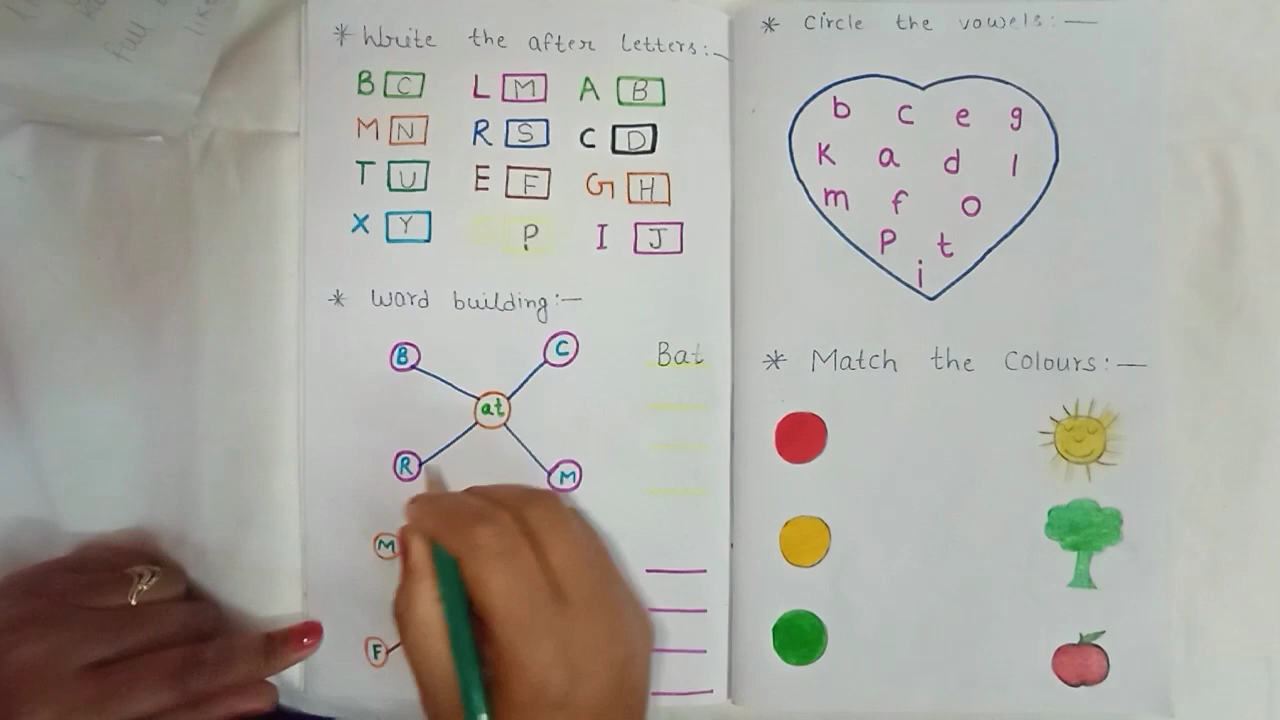 * Write the after letters:-
B C L M A B
M N R S C D
T U E F G H
X Y P I J
* Word building:-
B C
at
R M
Bat
M
F
* Circle the vowels:-
b c e g
k a d l
m f o
p t
i
* Match the Colours:-